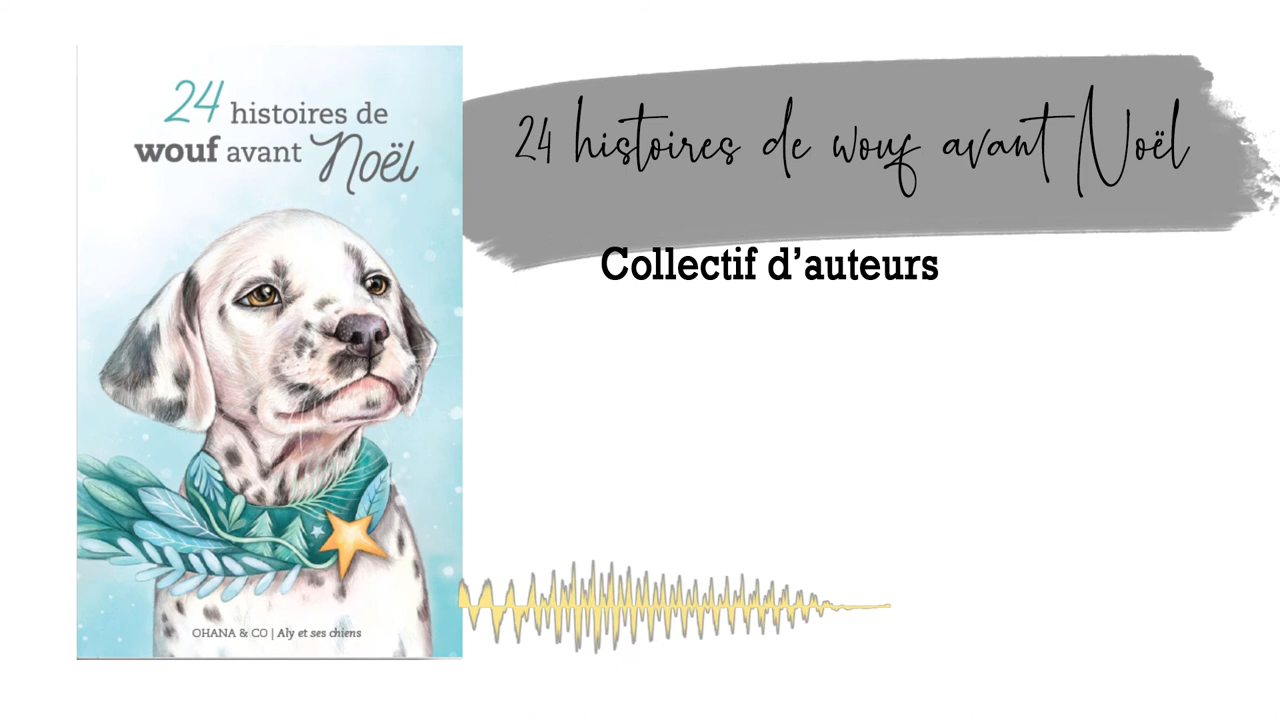 24 histoires de
wouf avant Noël
OHANA & CO | Aly et ses chiens
24 histoires de wouf avant Noël
Collectif d'auteurs